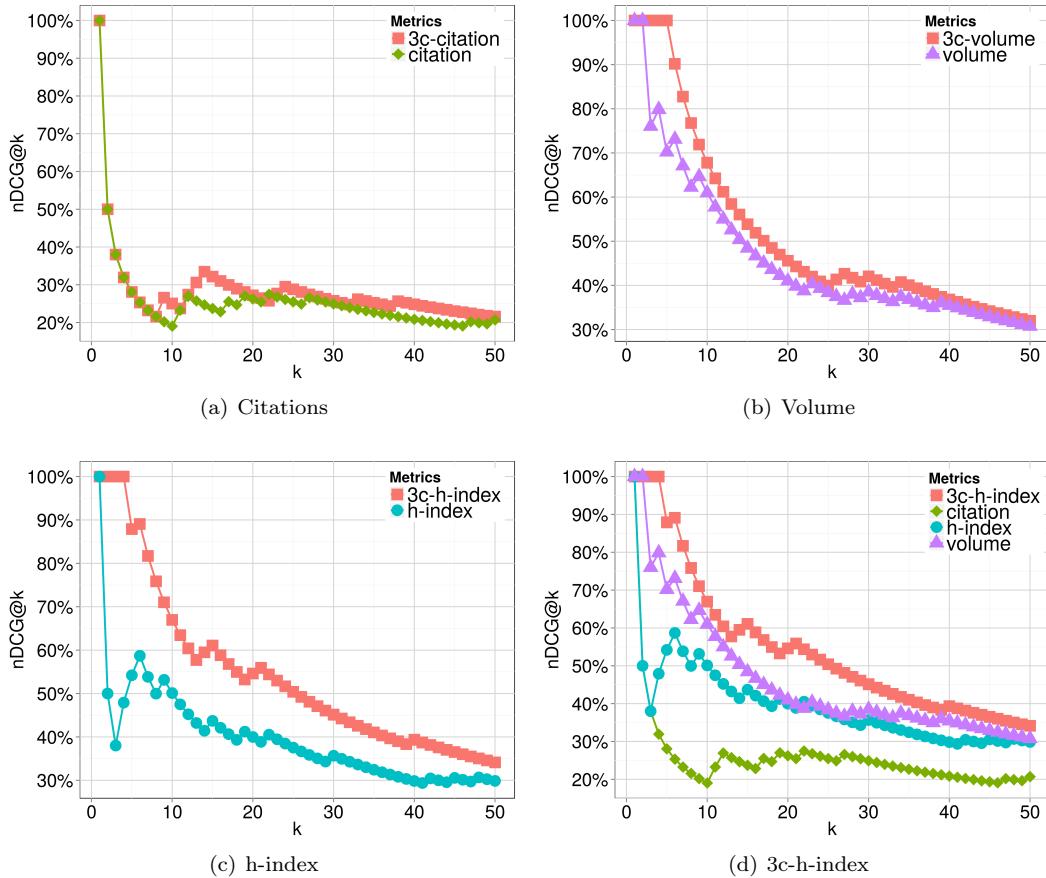 100%
90%
80%
70%
60%
50%
40%
30%
20%
nDCG@k
0
10
20
30
40
50
k
Metrics
3c-citation
citation
(a) Citations
100%
90%
80%
70%
60%
50%
40%
30%
nDCG@k
0
10
20
30
40
50
k
Metrics
3c-volume
volume
(b) Volume
100%
90%
80%
70%
60%
50%
40%
30%
nDCG@k
0
10
20
30
40
50
k
Metrics
3c-h-index
h-index
(c) h-index
100%
90%
80%
70%
60%
50%
40%
30%
20%
nDCG@k
0
10
20
30
40
50
k
Metrics
3c-h-index
citation
h-index
volume
(d) 3c-h-index